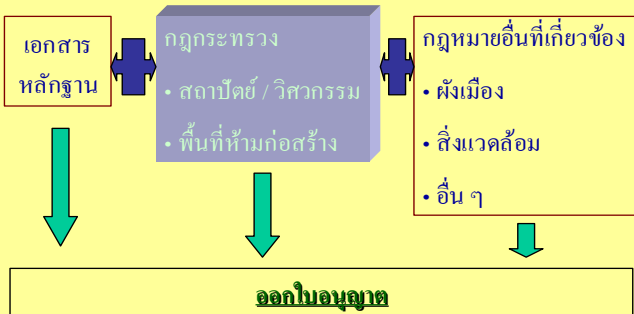 เอกสาร
หลักฐาน
กฎกระทรวง
• สถาปัตย์ / วิศวกรรม
• พื้นที่ห้ามก่อสร้าง
กฎหมายอื่นที่เกี่ยวข้อง
• ผังเมือง
• สิ่งแวดล้อม
• อื่น ๆ
ออกใบอนุญาต